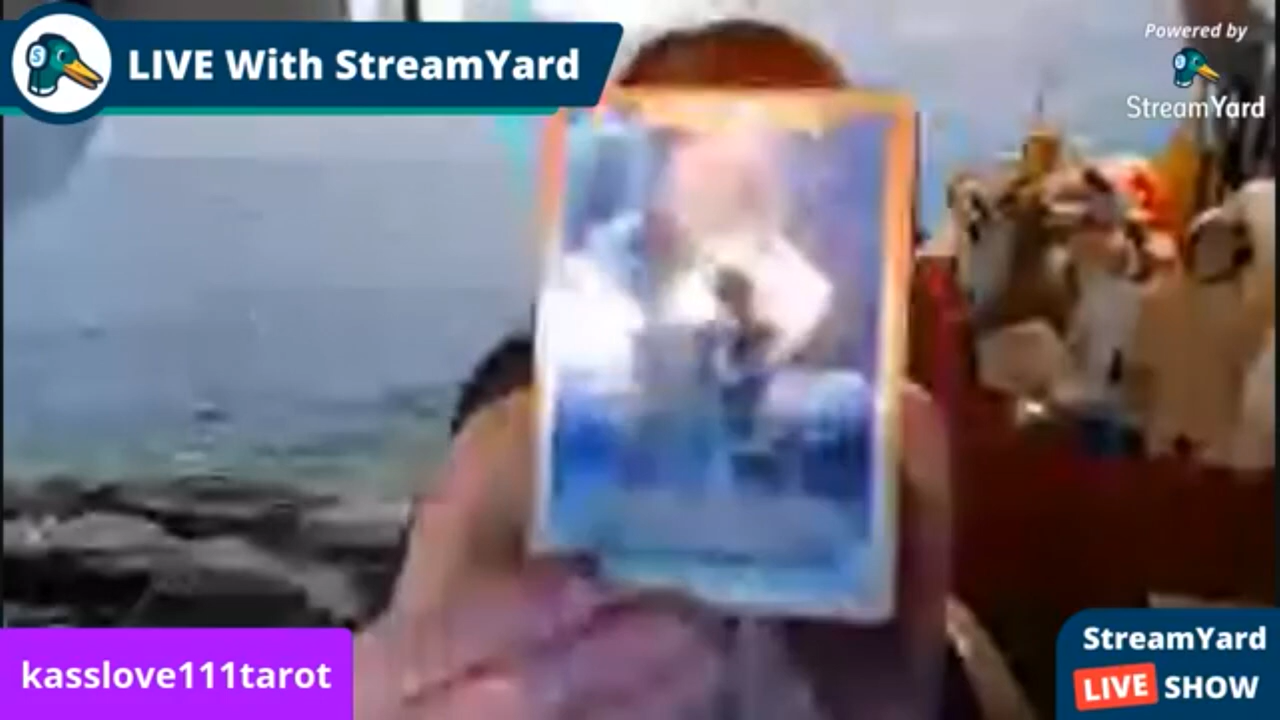 LIVE With StreamYard
Powered by
StreamYard
kasslove111tarot
StreamYard
LIVE SHOW